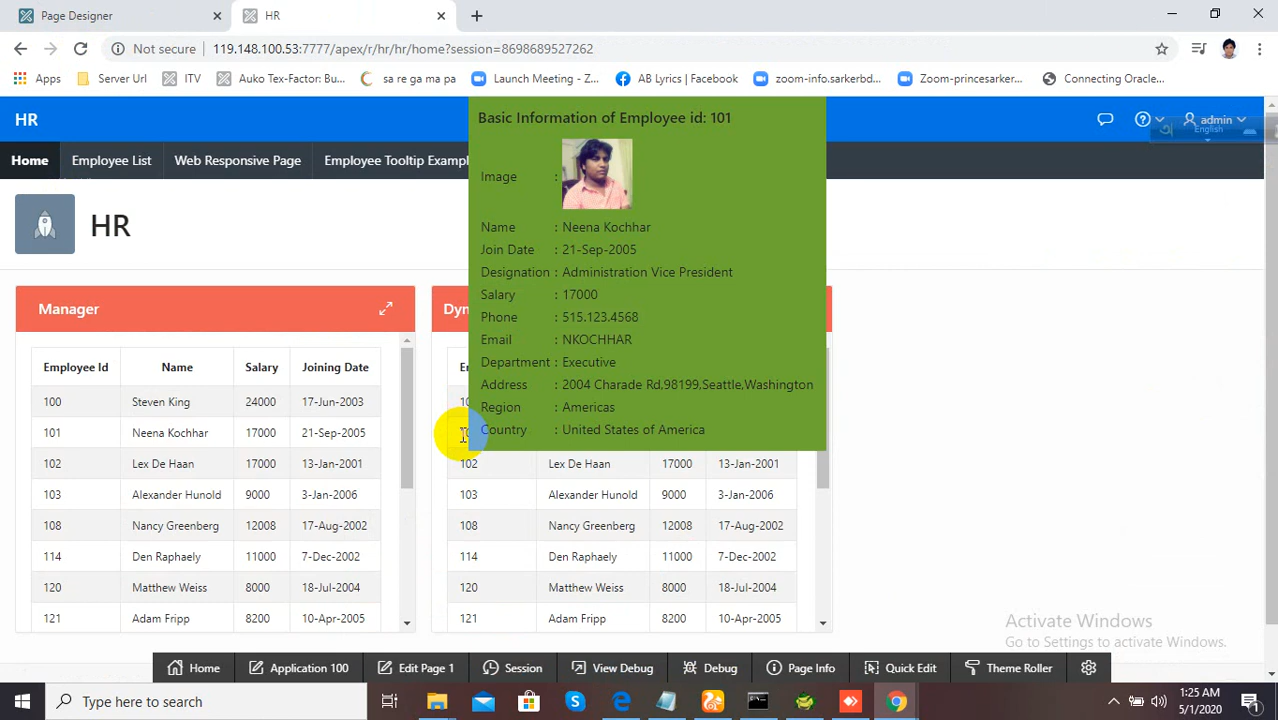 Page Designer
HR
Not secure
119.148.100.53:7777/apex/r/hr/hr/home?session=8698689527262
Apps
Server Url
ITV
Auko Tex-Factor: Bu...
sa re ga ma pa
Launch Meeting - Z...
AB Lyrics | Facebook
zoom-info.sarkerbd...
Zoom-princesarker...
Connecting Oracle...
HR
admin
English
Home
Employee List
Web Responsive Page
Employee Tooltip Exampl
HR
Basic Information of Employee id: 101
Image :
Name : Neena Kochhar
Join Date : 21-Sep-2005
Designation : Administration Vice President
Salary : 17000
Phone : 515.123.4568
Email : NKOCHHAR
Department : Executive
Address : 2004 Charade Rd,98199,Seattle,Washington
Region : Americas
Country : United States of America
Manager
Employee Id Name Salary Joining Date
100 Steven King 24000 17-Jun-2003
101 Neena Kochhar 17000 21-Sep-2005
102 Lex De Haan 17000 13-Jan-2001
103 Alexander Hunold 9000 3-Jan-2006
108 Nancy Greenberg 12008 17-Aug-2002
114 Den Raphaely 11000 7-Dec-2002
120 Matthew Weiss 8000 18-Jul-2004
121 Adam Fripp 8200 10-Apr-2005
Dyn
102 Lex De Haan 17000 13-Jan-2001
103 Alexander Hunold 9000 3-Jan-2006
108 Nancy Greenberg 12008 17-Aug-2002
114 Den Raphaely 11000 7-Dec-2002
120 Matthew Weiss 8000 18-Jul-2004
121 Adam Fripp 8200 10-Apr-2005
Activate Windows
Go to Settings to activate Windows.
Home
Application 100
Edit Page 1
Session
View Debug
Debug
Page Info
Quick Edit
Theme Roller
Type here to search
1:25 AM
5/1/2020